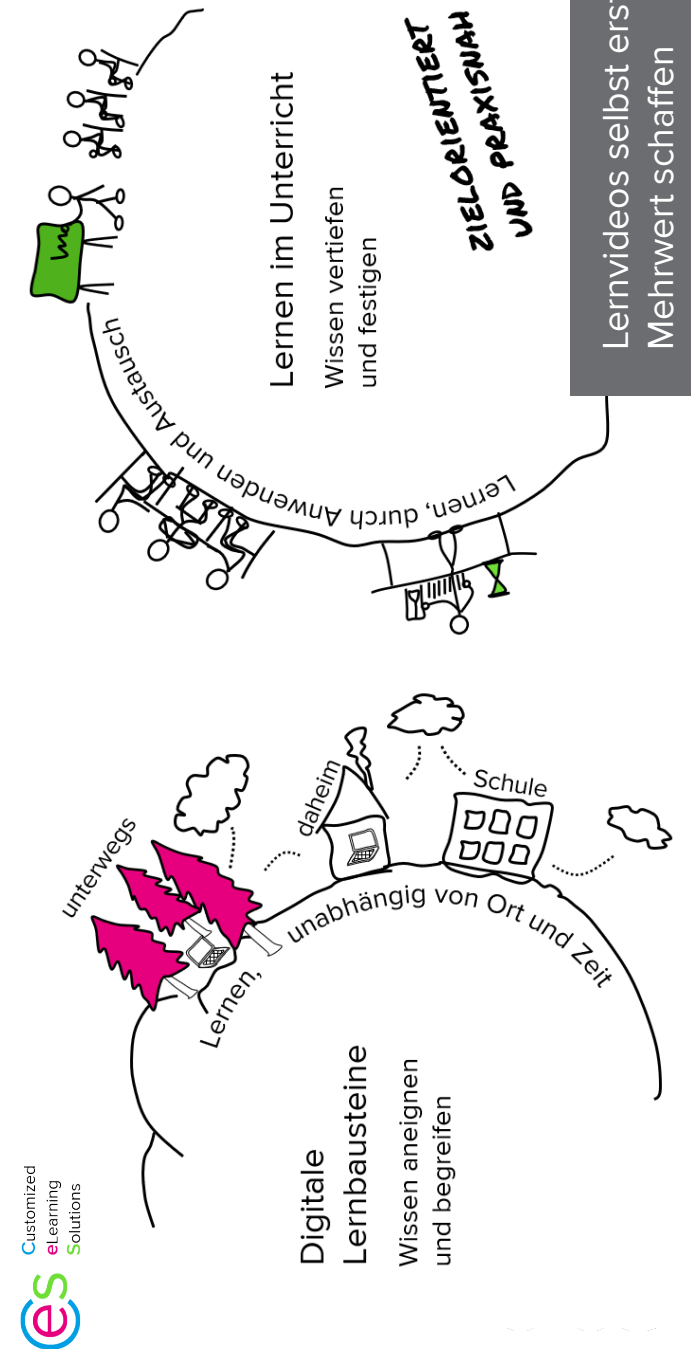 ces
Customized
eLearning
Solutions
unterwegs
daheim
Schule
Lernen, unabhängig von Ort und Zeit
Digitale
Lernbausteine
Wissen aneignen
und begreifen
Lernen, durch Anwenden und Austausch
Lernen im Unterricht
Wissen vertiefen
und festigen
ZIELORIENTIERT
UND PRAXISNAH
Lernvideos selbst erst
Mehrwert schaffen